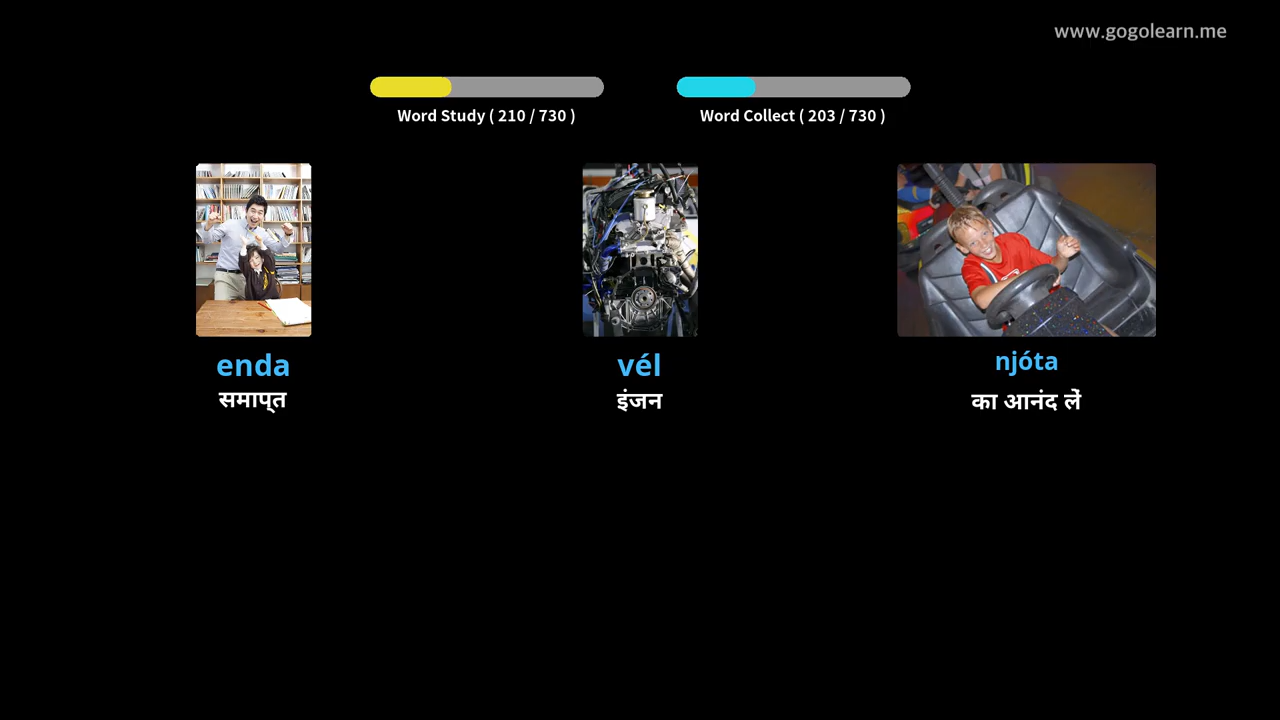 www.gogolearn.me
Word Study ( 210 / 730 )
Word Collect ( 203 / 730 )
enda
समाप्त
vél
इंजन
njóta
का आनंद लें